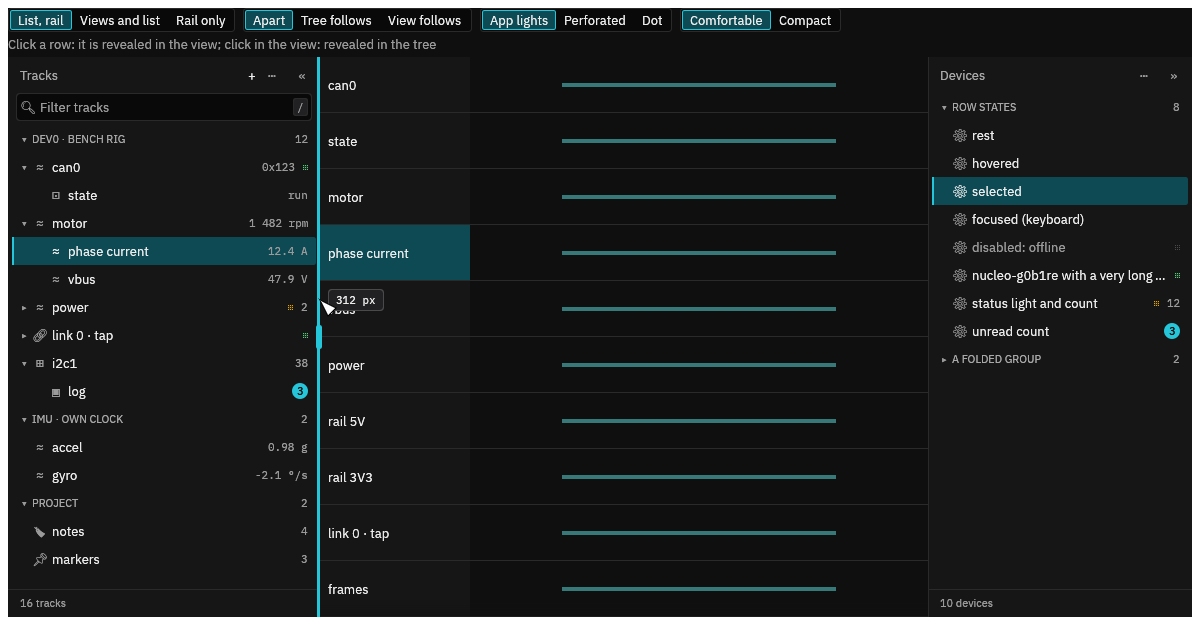 List, rail Views and list Rail only Apart Tree follows View follows App lights Perforated Dot Comfortable Compact
Click a row: it is revealed in the view; click in the view: revealed in the tree
Tracks + ··· «
Filter tracks /
DEV0 · BENCH RIG 12
can0 0x123
state run
motor 1 482 rpm
phase current 12.4 A
vbus 47.9 V
power 2
link 0 · tap
i2c1 38
log 3
IMU · OWN CLOCK 2
accel 0.98 g
gyro -2.1 °/s
PROJECT 2
notes 4
markers 3
16 tracks
can0
state
motor
phase current
312 px
power
rail 5V
rail 3V3
link 0 · tap
frames
Devices ··· »
ROW STATES 8
rest
hovered
selected
focused (keyboard)
disabled: offline
nucleo-g0b1re with a very long ...
status light and count 12
unread count 3
A FOLDED GROUP 2
10 devices